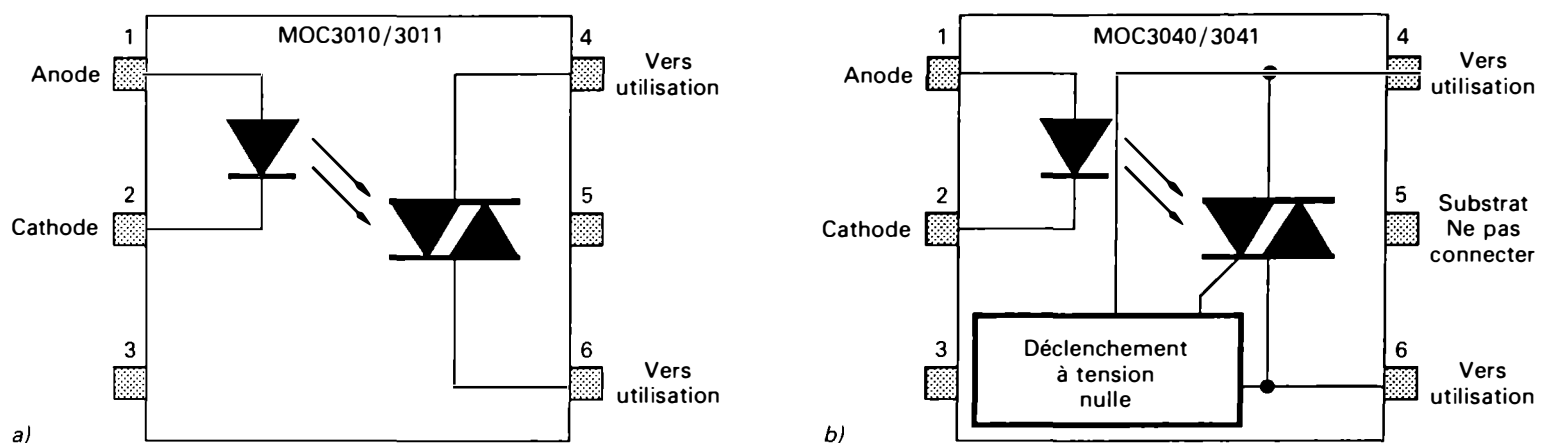 MOC3010/3011
1
Anode
2
Cathode
3
4
Vers
utilisation
5
6
Vers
utilisation
a)
MOC3040/3041
1
Anode
2
Cathode
3
4
Vers
utilisation
5
Substrat
Ne pas
connecter
6
Vers
utilisation
Déclenchement
à tension
nulle
b)